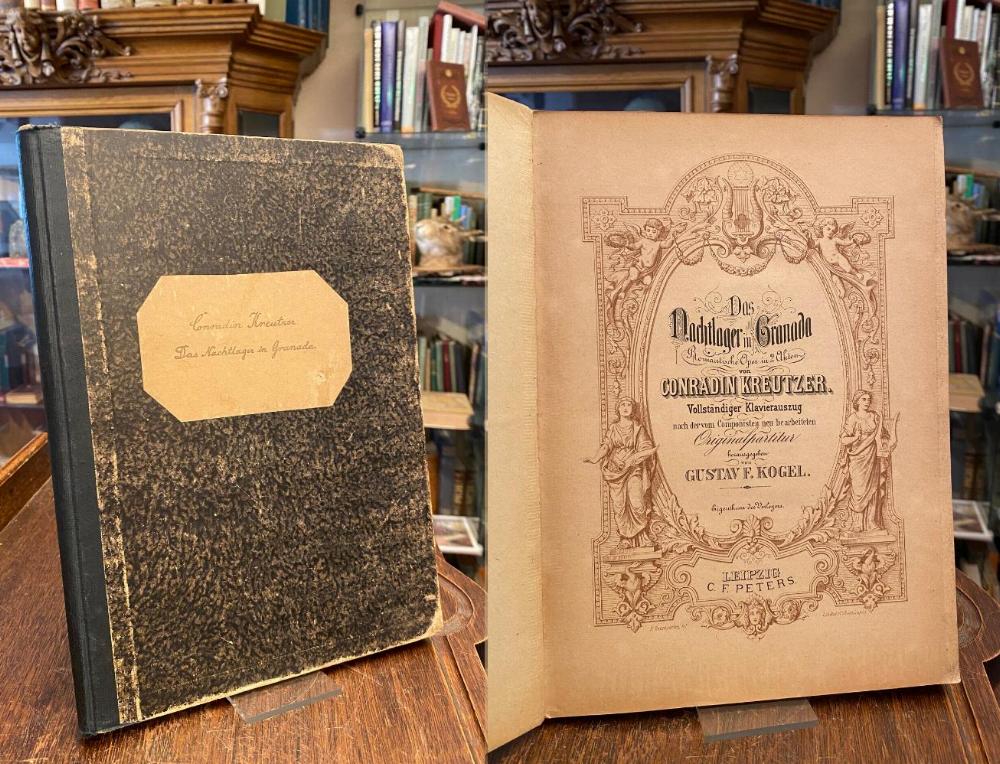 Conradin Kreutzer
Das Nachtlager in Granada.
Das
Nachtlager in Granada
Romantische Oper in 2 Akten
von
CONRADIN KREUTZER.
Vollständiger Klavierauszug
nach der vom Componisten neu bearbeiteten
Originalpartitur
herausgegeben
von
GUSTAV F. KOGEL.
Eigenthum des Verlegers.
LEIPZIG
C. F. PETERS.